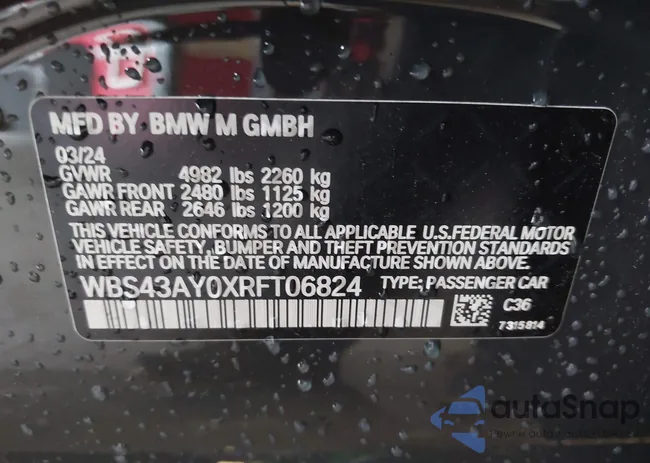 MFD BY BMW M GMBH
03/24
GVWR 4982 lbs 2260 kg
GAWR FRONT 2480 lbs 1125 kg
GAWR REAR 2646 lbs 1200 kg
THIS VEHICLE CONFORMS TO ALL APPLICABLE U.S.FEDERAL MOTOR
VEHICLE SAFETY, BUMPER AND THEFT PREVENTION STANDARDS
IN EFFECT ON THE DATE OF MANUFACTURE SHOWN ABOVE.
WBS43AY0XRFT06824 TYPE: PASSENGER CAR
C36
7315814
autoSnap